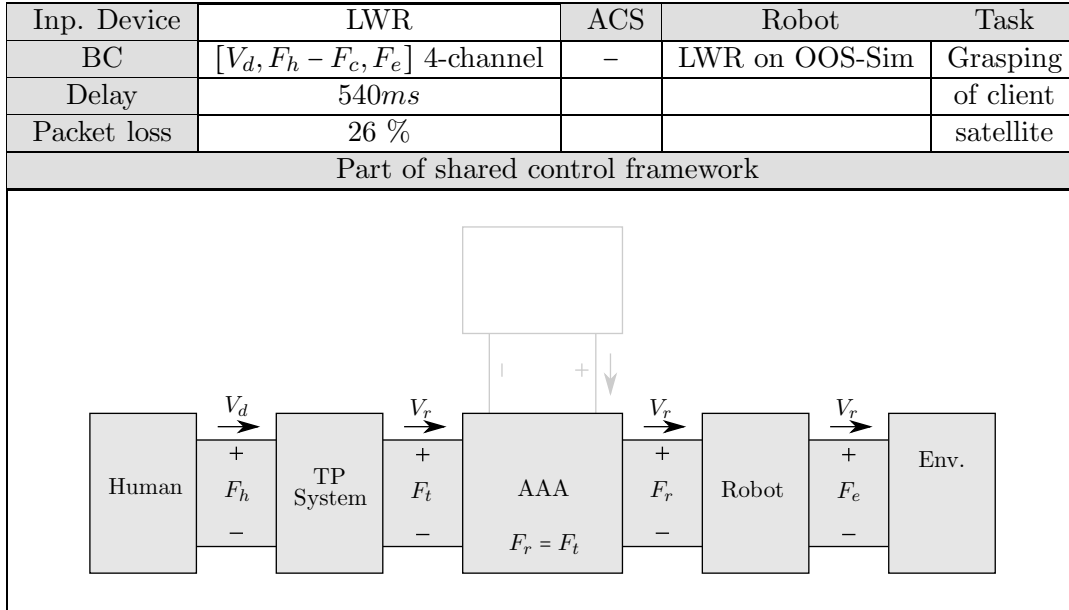 Inp. Device LWR ACS Robot Task
BC [V_d, F_h − F_c, F_e] 4-channel – LWR on OOS-Sim Grasping
Delay 540ms of client
Packet loss 26 % satellite
Part of shared control framework
− +
V_d V_r V_r V_r
+ + + +
Env.
Human F_h TP System F_t AAA F_r Robot F_e
− − − −
F_r = F_t